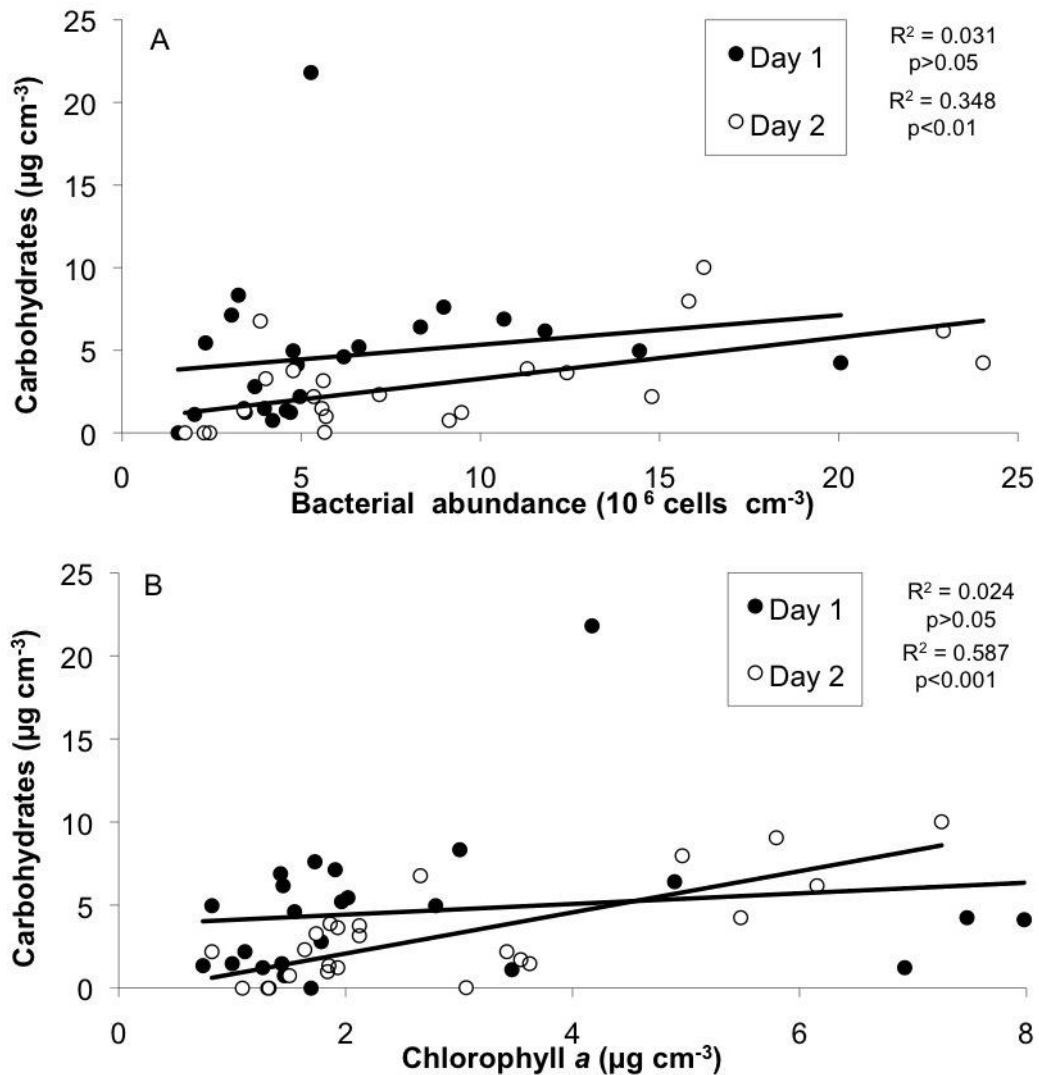 A
Day 1
Day 2
R² = 0.031
p>0.05
R² = 0.348
p<0.01
Carbohydrates (µg cm⁻³)
25
20
15
10
5
0
0 5 10 15 20 25
Bacterial abundance (10⁶ cells cm⁻³)
B
Day 1
Day 2
R² = 0.024
p>0.05
R² = 0.587
p<0.001
Carbohydrates (µg cm⁻³)
25
20
15
10
5
0
0 2 4 6 8
Chlorophyll a (µg cm⁻³)